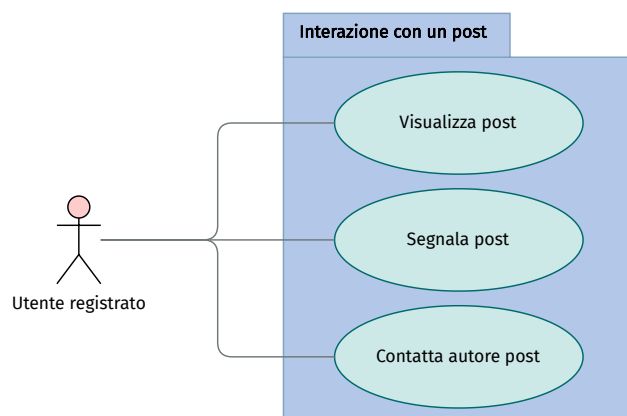 Interazione con un post
Visualizza post
Segnala post
Utente registrato
Contatta autore post